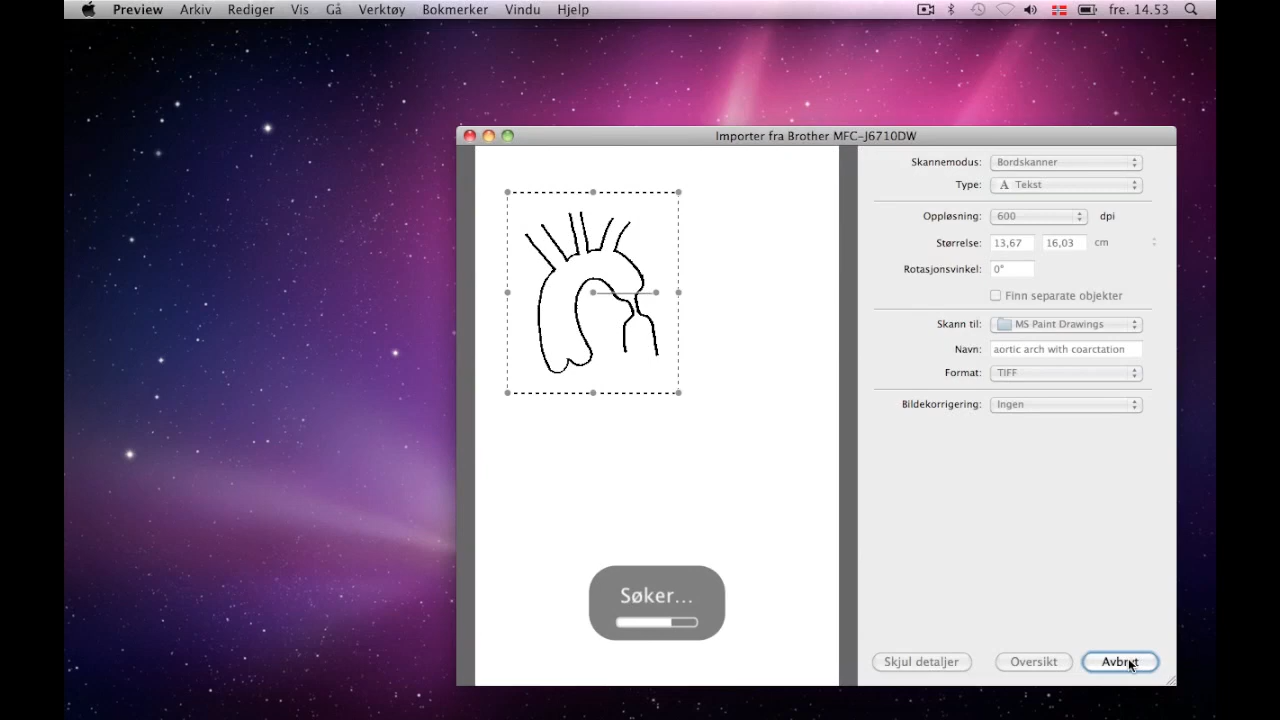 Preview Arkiv Rediger Vis Gå Verktøy Bokmerker Vindu Hjelp fre. 14.53
Importer fra Brother MFC-J6710DW
Skannemodus: Bordskanner
Type: A Tekst
Oppløsning: 600 dpi
Størrelse: 13,67 16,03 cm
Rotasjonsvinkel: 0°
Finn separate objekter
Skann til: MS Paint Drawings
Navn: aortic arch with coarctation
Format: TIFF
Bildekorrigering: Ingen
Søker...
Skjul detaljer Oversikt Avbryt